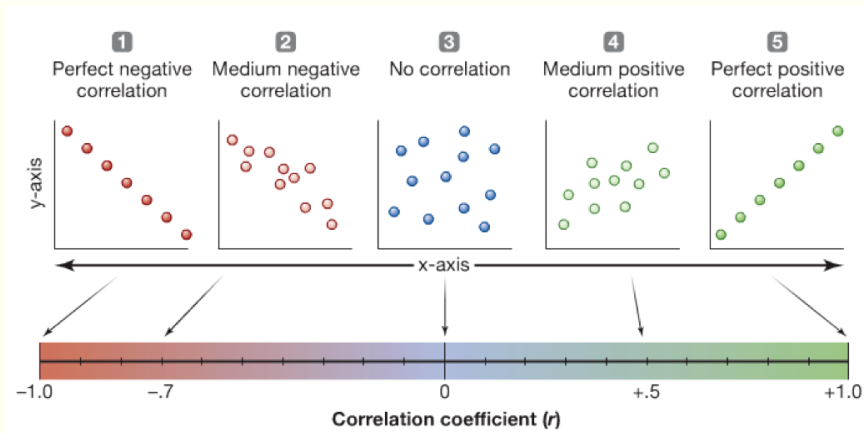 1
Perfect negative
correlation
2
Medium negative
correlation
3
No correlation
4
Medium positive
correlation
5
Perfect positive
correlation
y-axis
x-axis
−1.0
−.7
0
+.5
+1.0
Correlation coefficient (r)